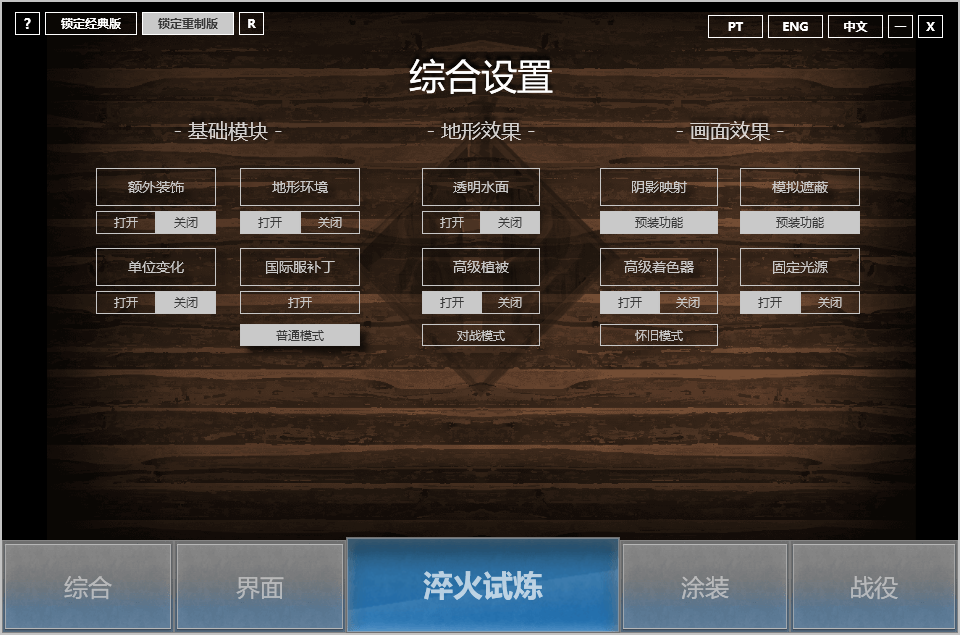 ? 锁定经典版 锁定重制版 R PT ENG 中文 — X
综合设置
- 基础模块 - - 地形效果 - - 画面效果 -
额外装饰 地形环境 透明水面 阴影映射 模拟遮蔽
打开 关闭 打开 关闭 打开 关闭 预装功能 预装功能
单位变化 国际服补丁 高级植被 高级着色器 固定光源
打开 关闭 打开 打开 关闭 打开 关闭 打开 关闭
普通模式 对战模式 怀旧模式
综合 界面 淬火试炼 涂装 战役